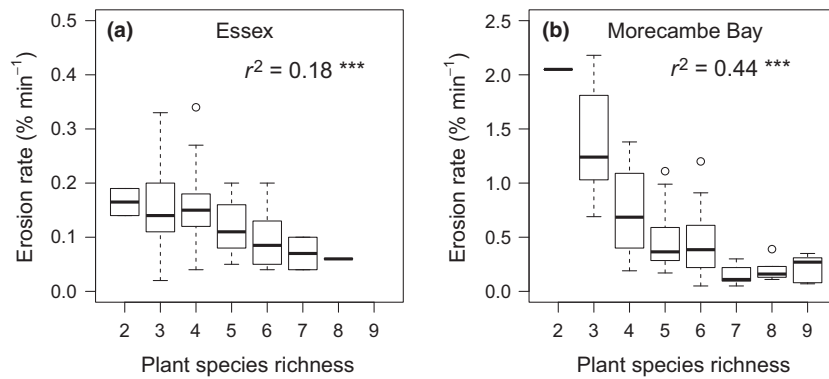 (a) Essex
r² = 0.18 ***
0.5
0.4
0.3
0.2
0.1
0.0
Erosion rate (% min⁻¹)
2 3 4 5 6 7 8 9
Plant species richness
(b) Morecambe Bay
r² = 0.44 ***
2.5
2.0
1.5
1.0
0.5
0.0
Erosion rate (% min⁻¹)
2 3 4 5 6 7 8 9
Plant species richness